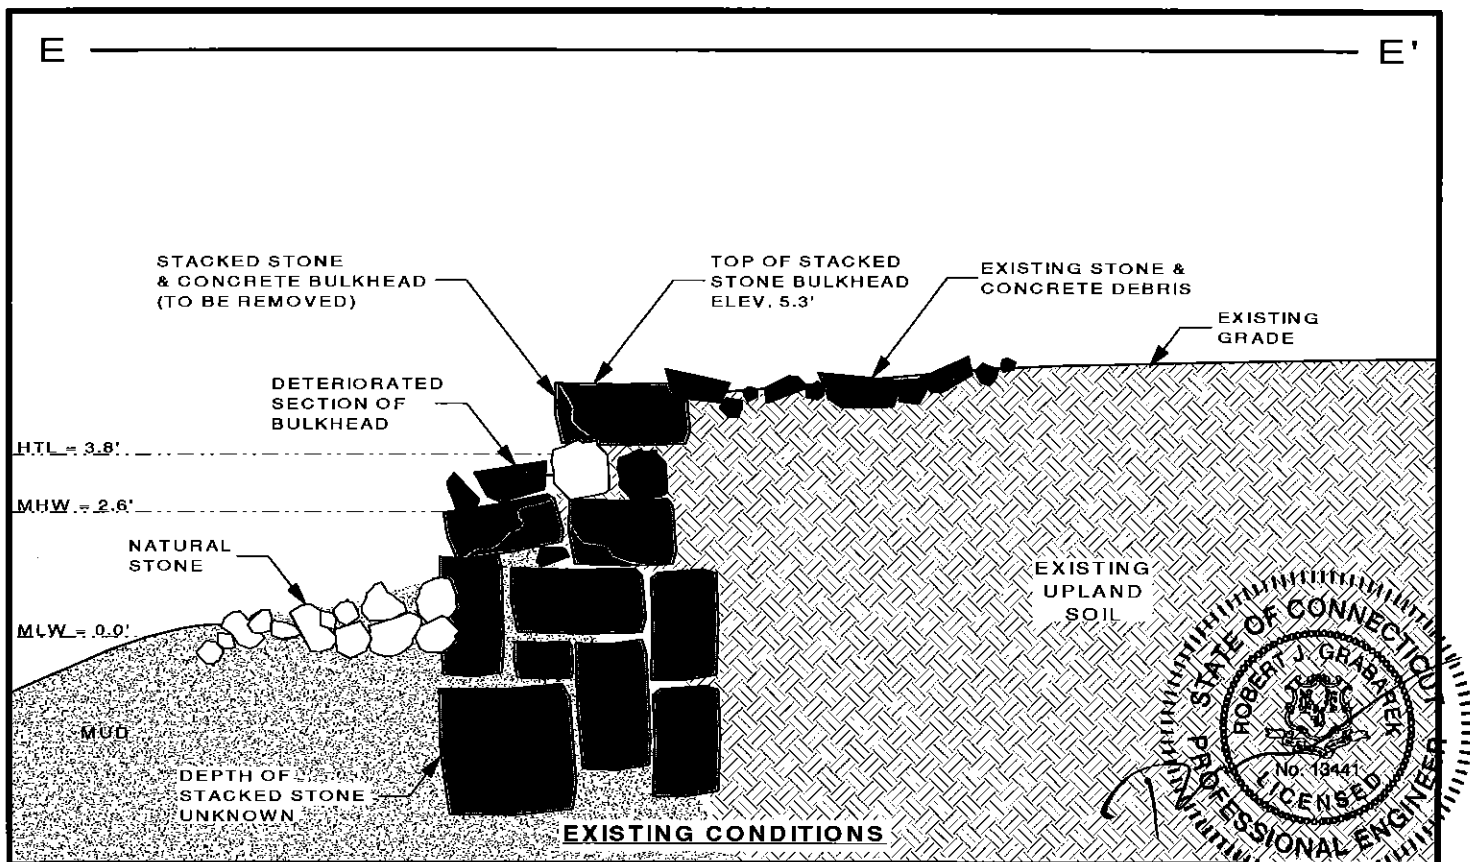 E
E'
STACKED STONE
& CONCRETE BULKHEAD
(TO BE REMOVED)
TOP OF STACKED
STONE BULKHEAD
ELEV. 5.3'
EXISTING STONE &
CONCRETE DEBRIS
EXISTING
GRADE
DETERIORATED
SECTION OF
BULKHEAD
HTL = 3.8'
MHW = 2.6'
NATURAL
STONE
MLW = 0.0'
EXISTING
UPLAND
SOIL
MUD
DEPTH OF
STACKED STONE
UNKNOWN
EXISTING CONDITIONS
STATE OF CONNECTICUT
ROBERT J. GRABAREK
No. 13441
LICENSED
PROFESSIONAL ENGINEER